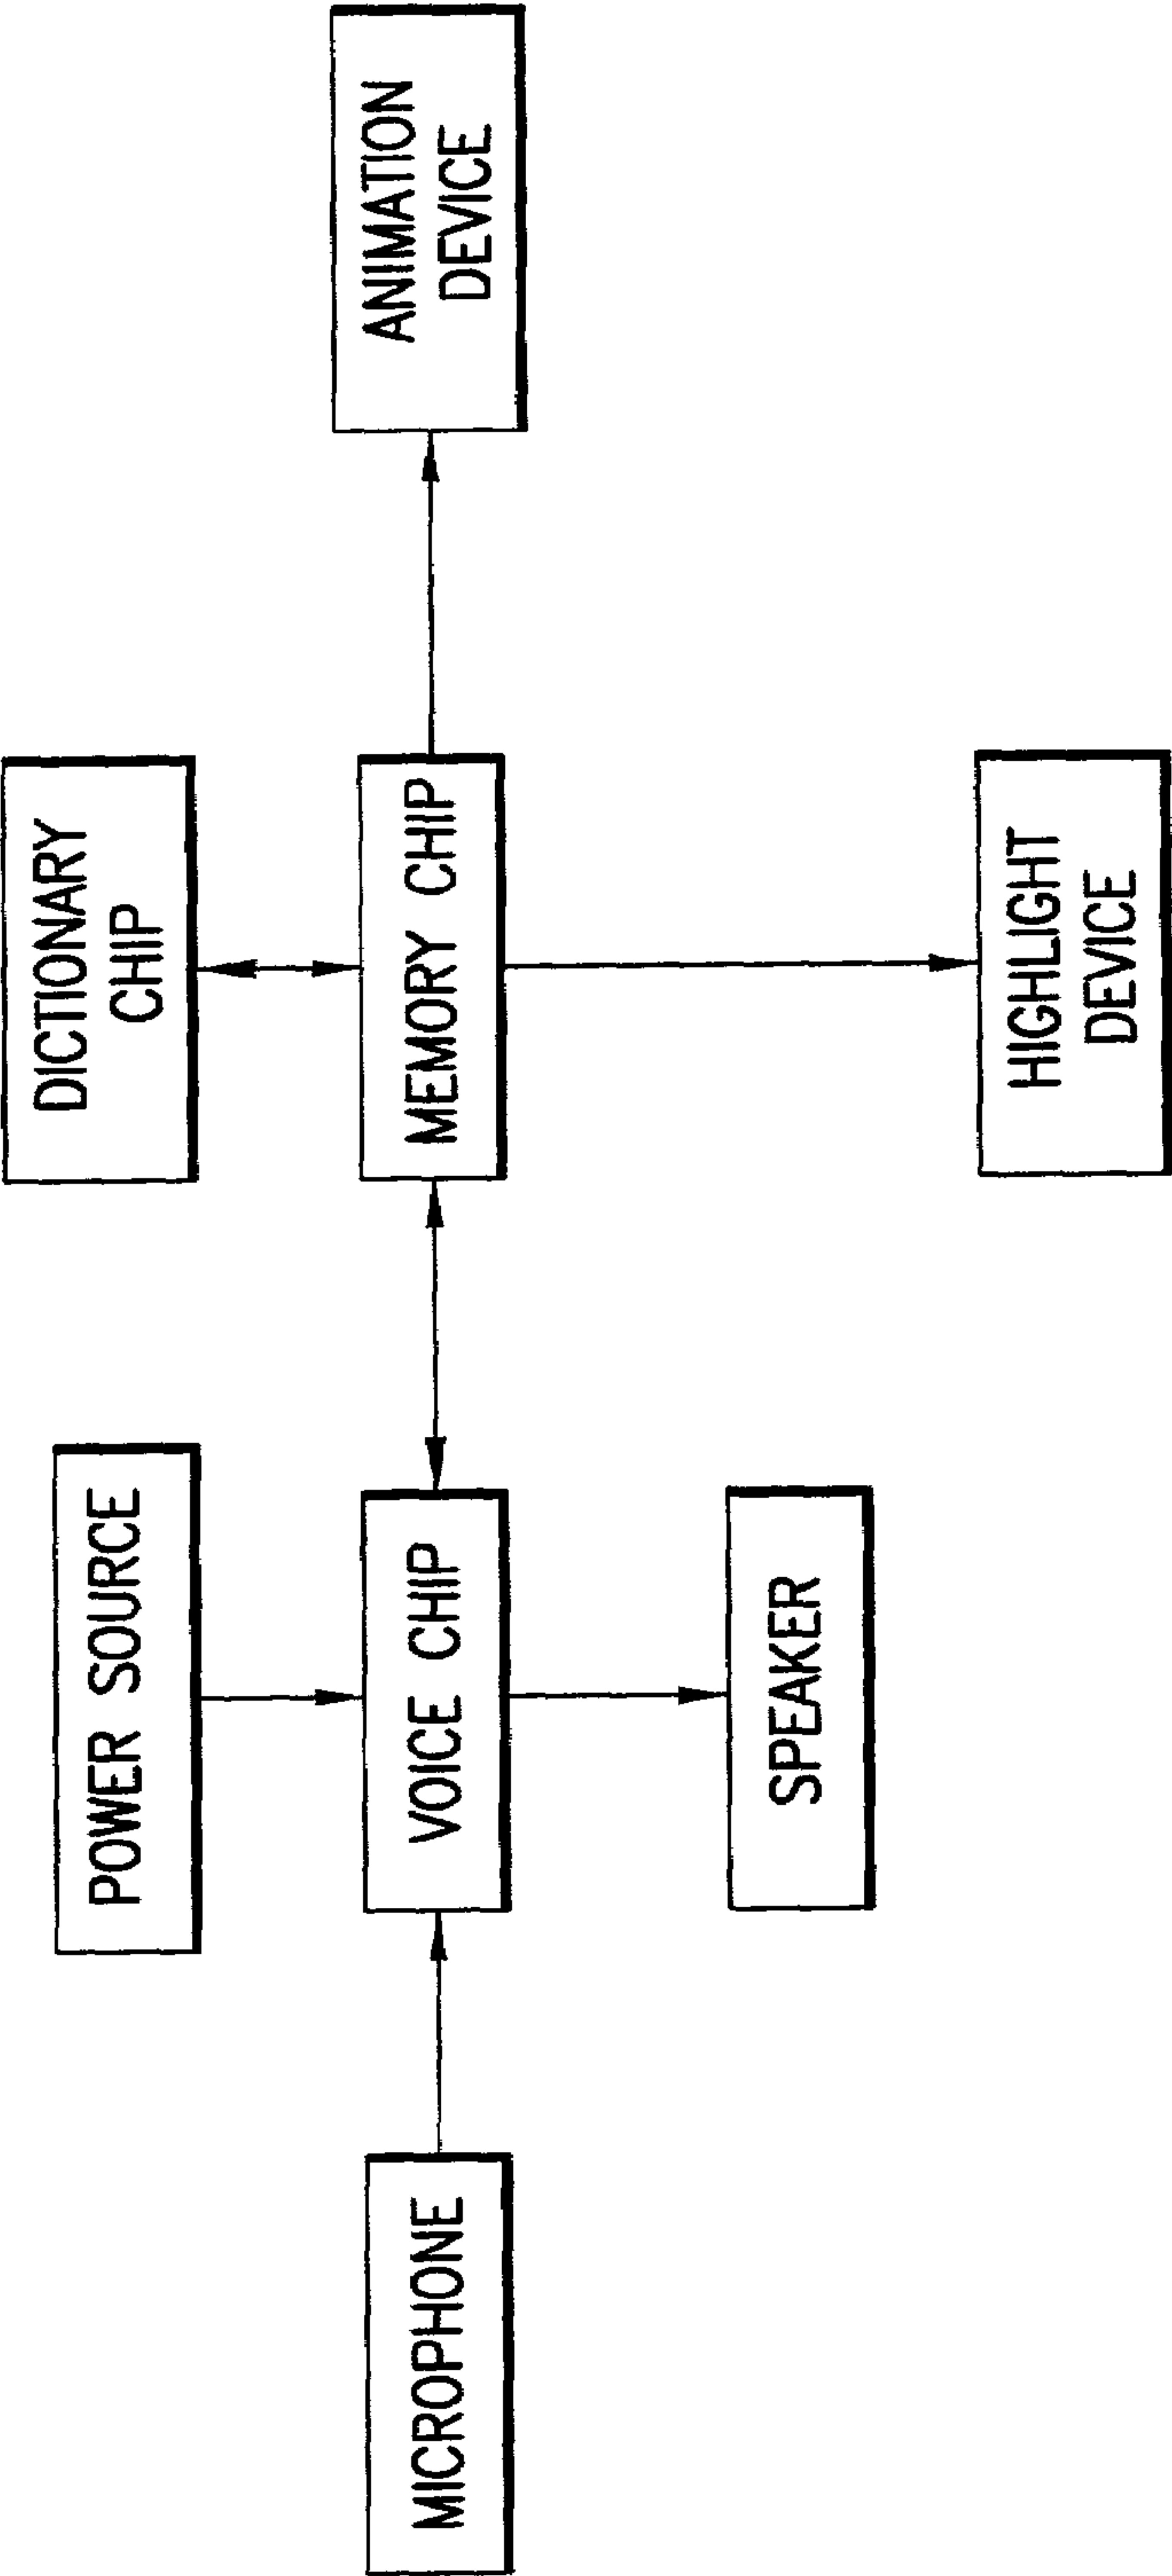 POWER SOURCE
DICTIONARY
CHIP
MICROPHONE
VOICE CHIP
MEMORY CHIP
ANIMATION
DEVICE
SPEAKER
HIGHLIGHT
DEVICE